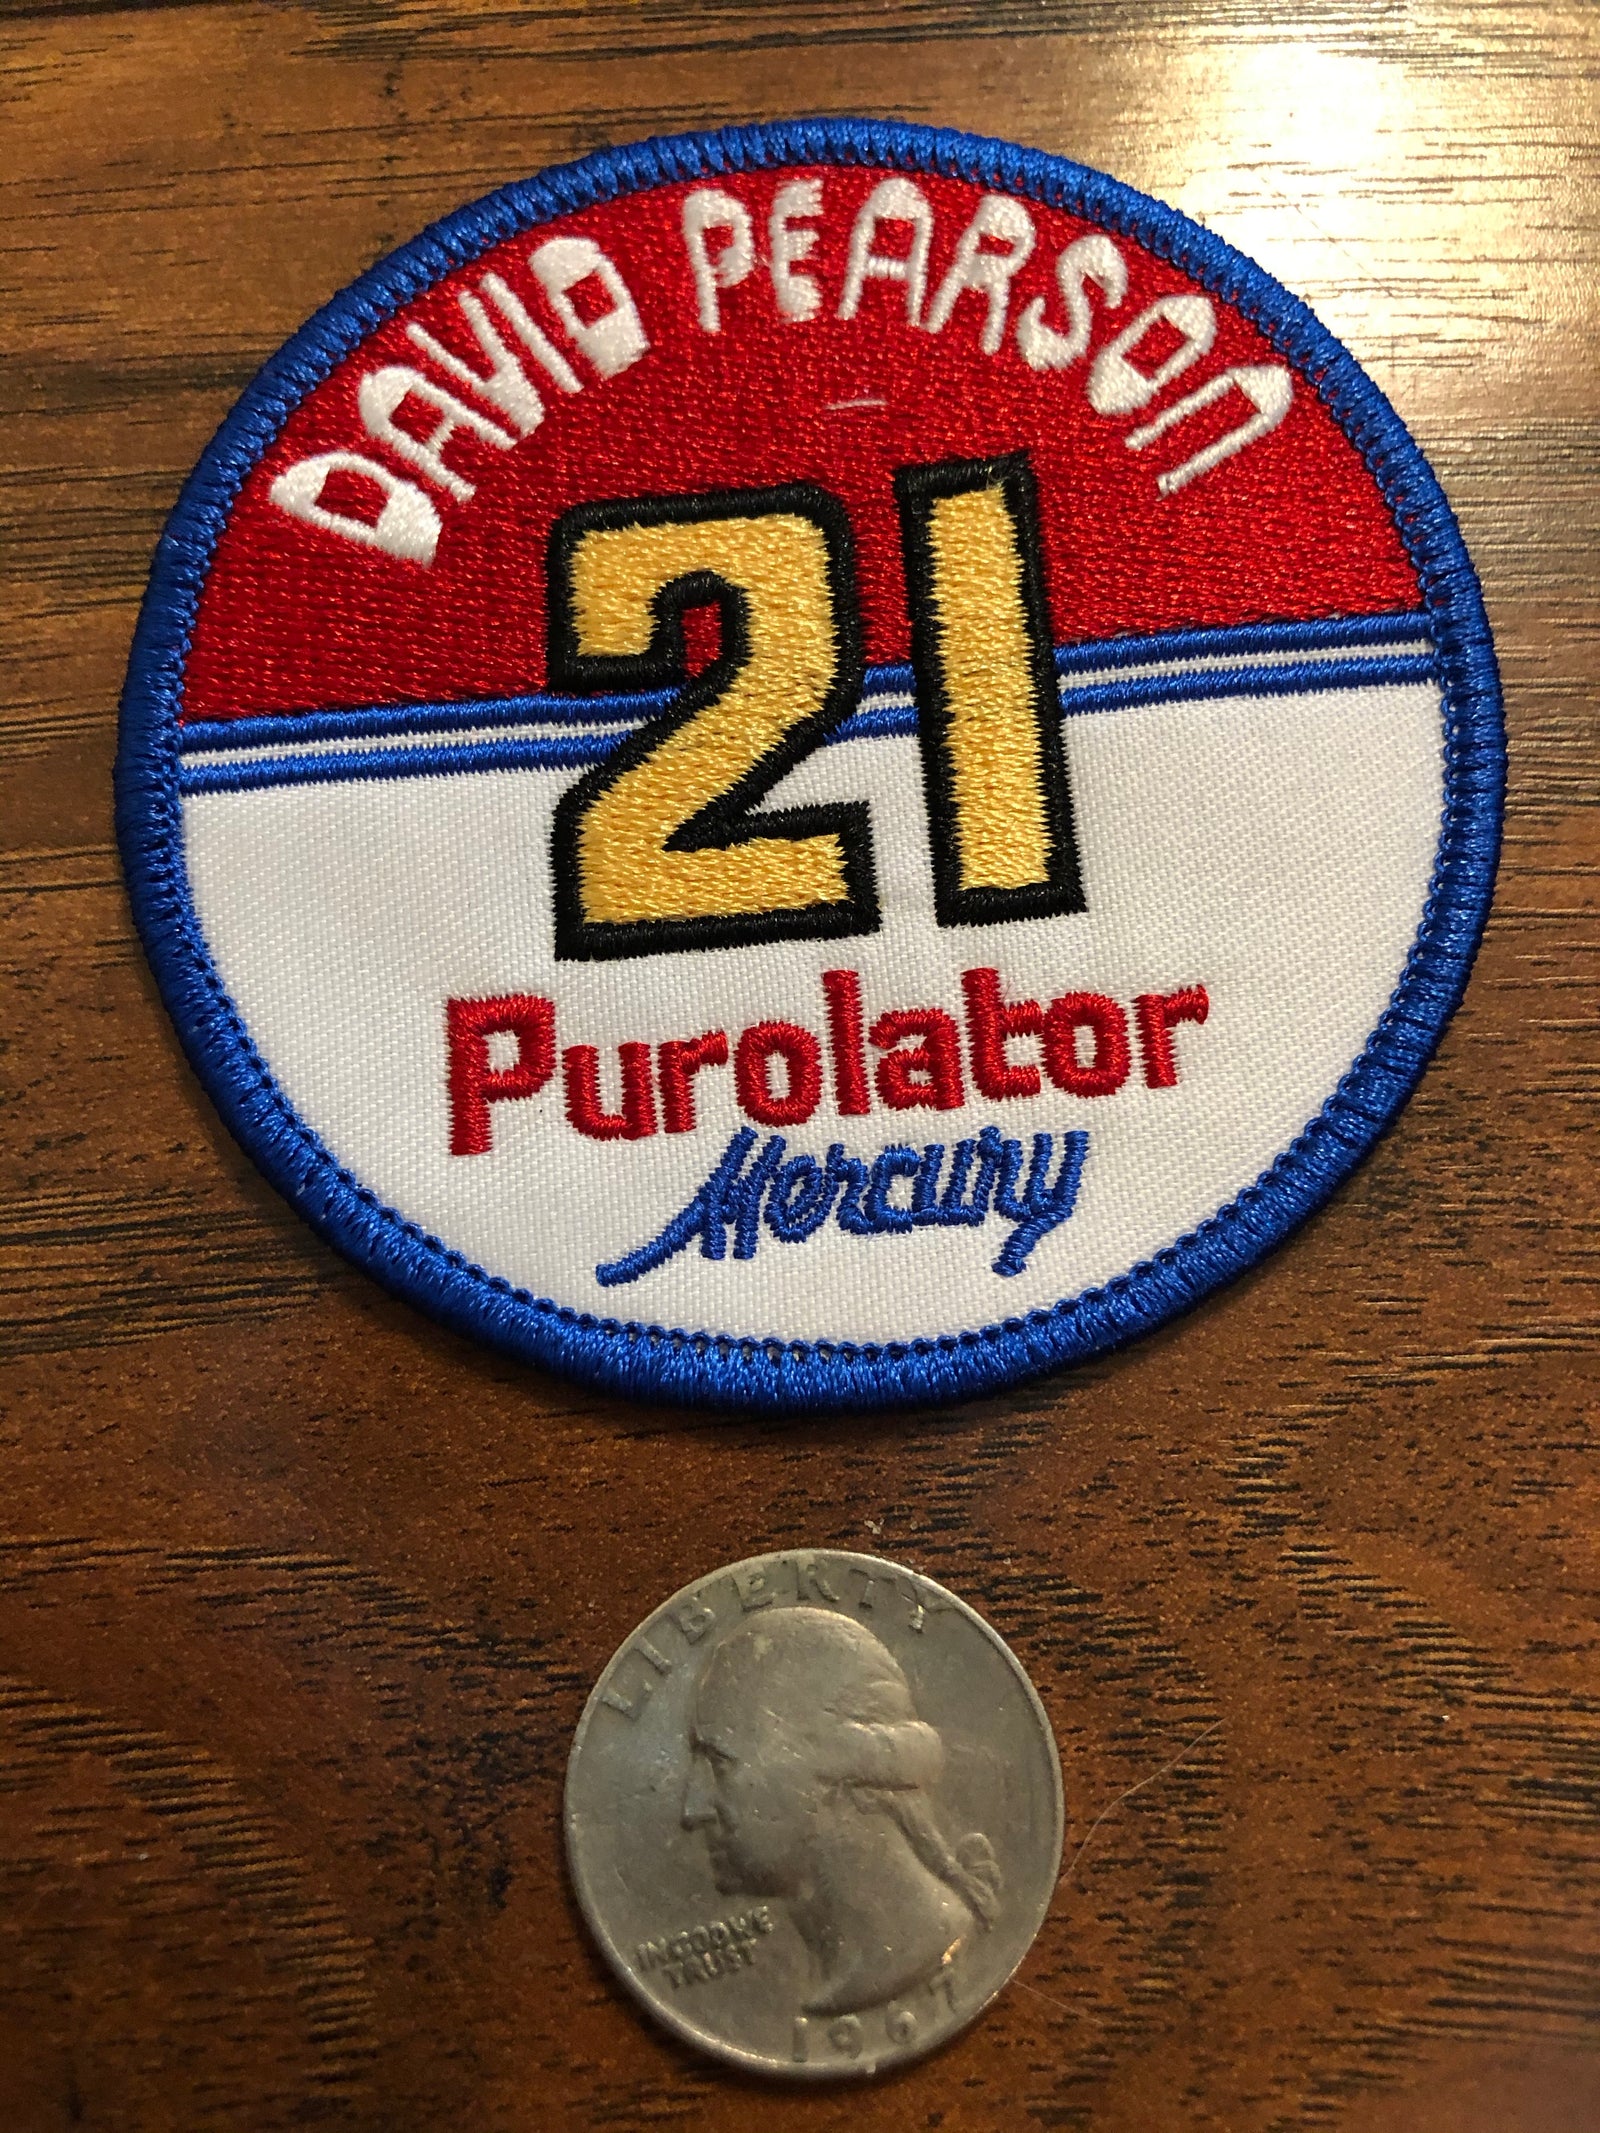 DAVID PEARSON
21
Purolator
Mercury
LIBERTY
IN GOD WE
TRUST
1967